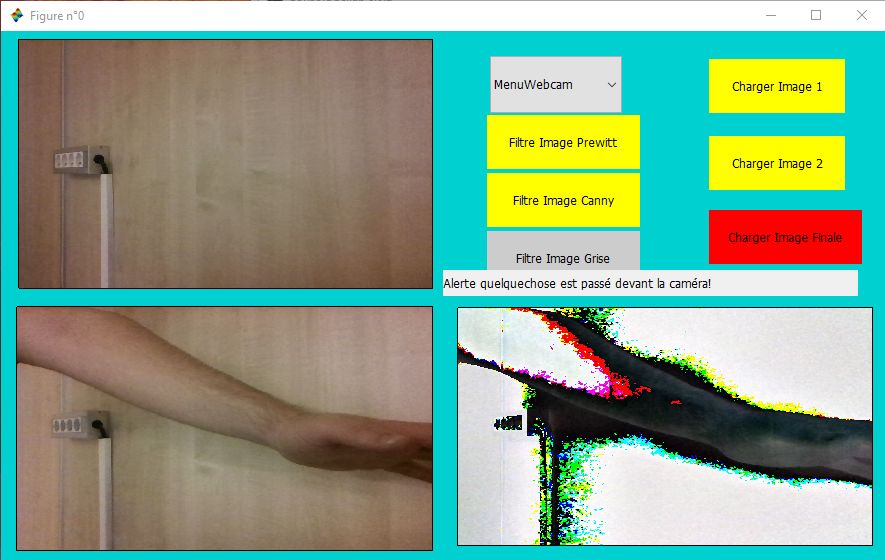 Figure n°0
MenuWebcam
Charger Image 1
Filtre Image Prewitt
Charger Image 2
Filtre Image Canny
Charger Image Finale
Filtre Image Grise
Alerte quelquechose est passé devant la caméra!